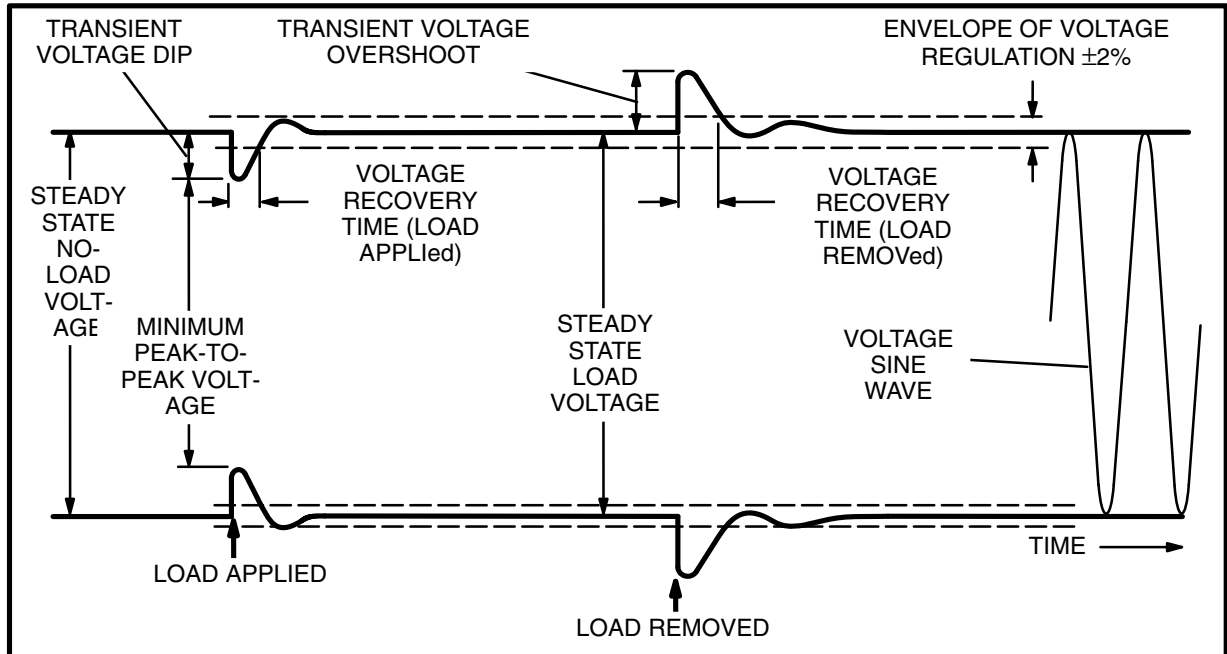 TRANSIENT
VOLTAGE DIP
TRANSIENT VOLTAGE
OVERSHOOT
ENVELOPE OF VOLTAGE
REGULATION ±2%
STEADY
STATE
NO-
LOAD
VOLT-
AGE
VOLTAGE
RECOVERY
TIME (LOAD
APPLIed)
VOLTAGE
RECOVERY
TIME (LOAD
REMOVed)
MINIMUM
PEAK-TO-
PEAK VOLT-
AGE
STEADY
STATE
LOAD
VOLTAGE
VOLTAGE
SINE
WAVE
LOAD APPLIED
TIME
LOAD REMOVED